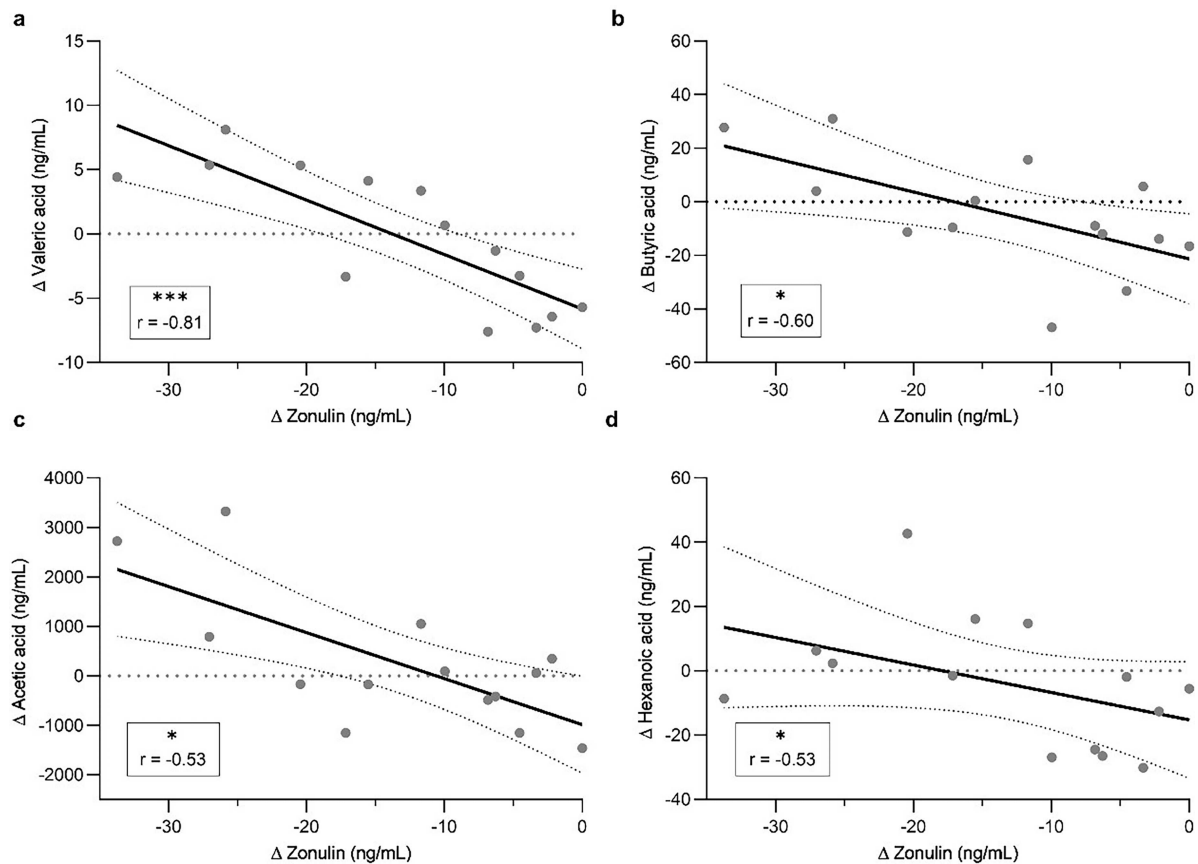 a
15
10
5
0
-5
-10
Δ Valeric acid (ng/mL)
***
r = -0.81
-30
-20
-10
0
Δ Zonulin (ng/mL)
b
60
40
20
0
-20
-40
-60
Δ Butyric acid (ng/mL)
*
r = -0.60
-30
-20
-10
0
Δ Zonulin (ng/mL)
c
4000
3000
2000
1000
0
-1000
-2000
Δ Acetic acid (ng/mL)
*
r = -0.53
-30
-20
-10
0
Δ Zonulin (ng/mL)
d
60
40
20
0
-20
-40
Δ Hexanoic acid (ng/mL)
*
r = -0.53
-30
-20
-10
0
Δ Zonulin (ng/mL)